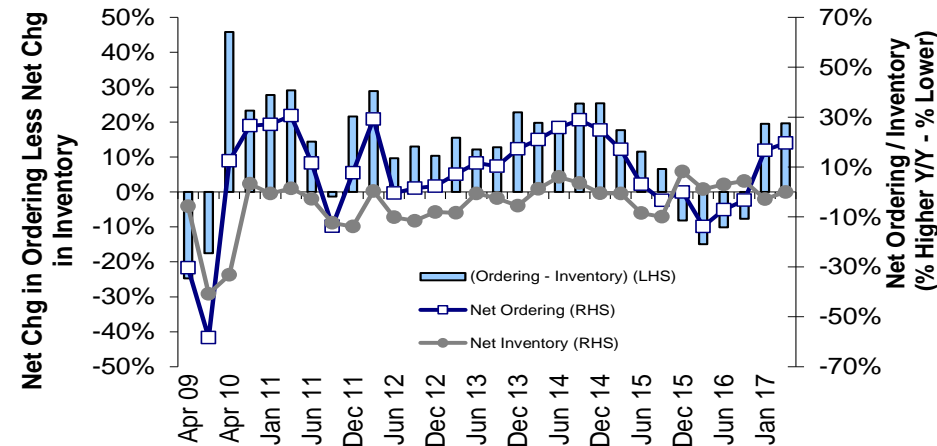 Net Chg in Ordering Less Net Chg
in Inventory
50%
40%
30%
20%
10%
0%
-10%
-20%
-30%
-40%
-50%
(Ordering - Inventory) (LHS)
Net Ordering (RHS)
Net Inventory (RHS)
Apr 09
Apr 10
Jan 11
Jun 11
Dec 11
Jun 12
Dec 12
Jun 13
Dec 13
Jun 14
Dec 14
Jun 15
Dec 15
Jun 16
Jan 17
70%
50%
30%
10%
-10%
-30%
-50%
-70%
Net Ordering / Inventory
(% Higher Y/Y - % Lower)